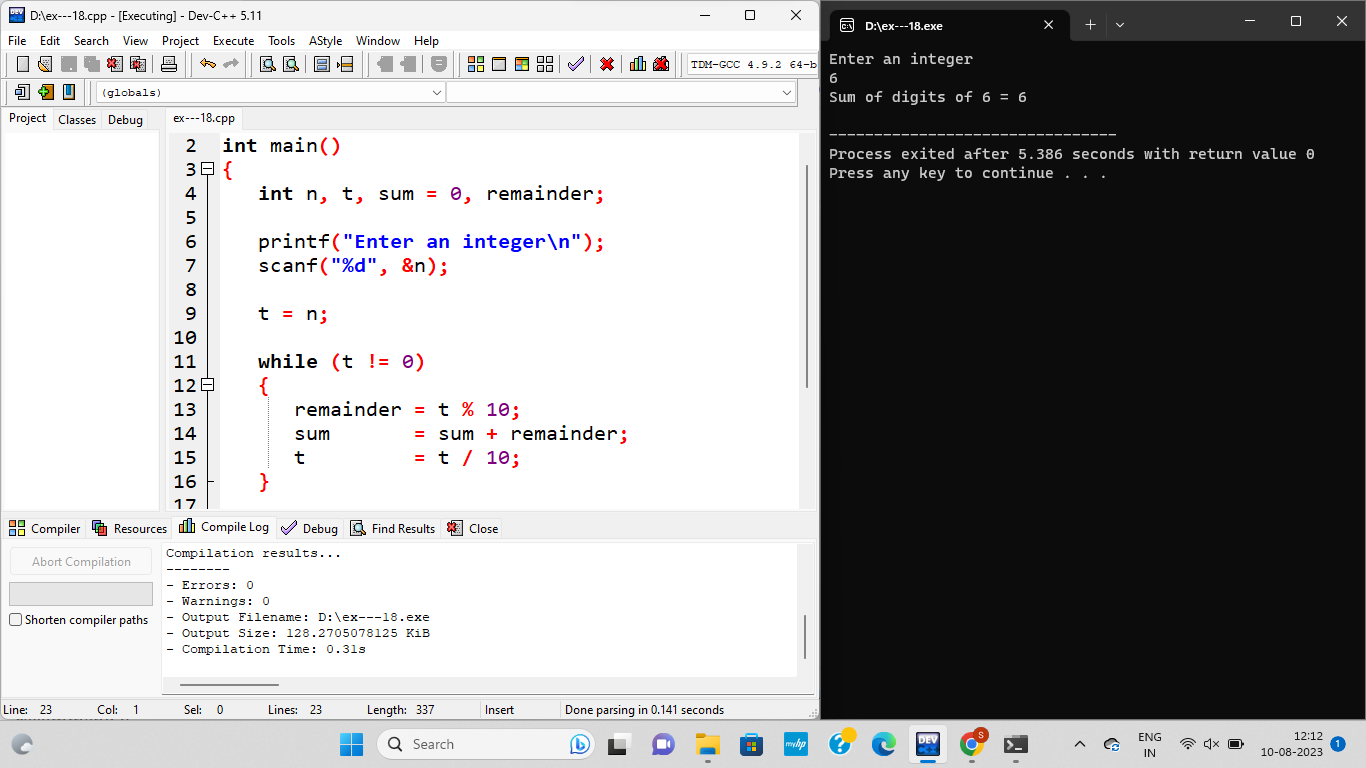 D:\ex---18.cpp - [Executing] - Dev-C++ 5.11
File Edit Search View Project Execute Tools AStyle Window Help
TDM-GCC 4.9.2 64-b
(globals)
Project Classes Debug
ex---18.cpp
2 int main()
3 {
4 int n, t, sum = 0, remainder;
5
6 printf("Enter an integer\n");
7 scanf("%d", &n);
8
9 t = n;
10
11 while (t != 0)
12 {
13 remainder = t % 10;
14 sum = sum + remainder;
15 t = t / 10;
16 }
17
Compiler Resources Compile Log Debug Find Results Close
Abort Compilation
Shorten compiler paths
Compilation results...
--------
- Errors: 0
- Warnings: 0
- Output Filename: D:\ex---18.exe
- Output Size: 128.2705078125 KiB
- Compilation Time: 0.31s
Line: 23 Col: 1 Sel: 0 Lines: 23 Length: 337 Insert Done parsing in 0.141 seconds
D:\ex---18.exe
Enter an integer
6
Sum of digits of 6 = 6
--------------------------------
Process exited after 5.386 seconds with return value 0
Press any key to continue . . .
Search
myhp
DEV
S
ENG
IN
12:12
10-08-2023
1